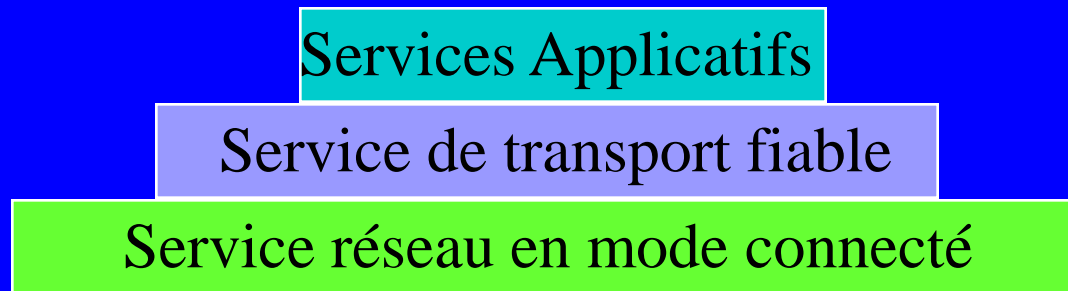 Services Applicatifs
Service de transport fiable
Service réseau en mode connecté